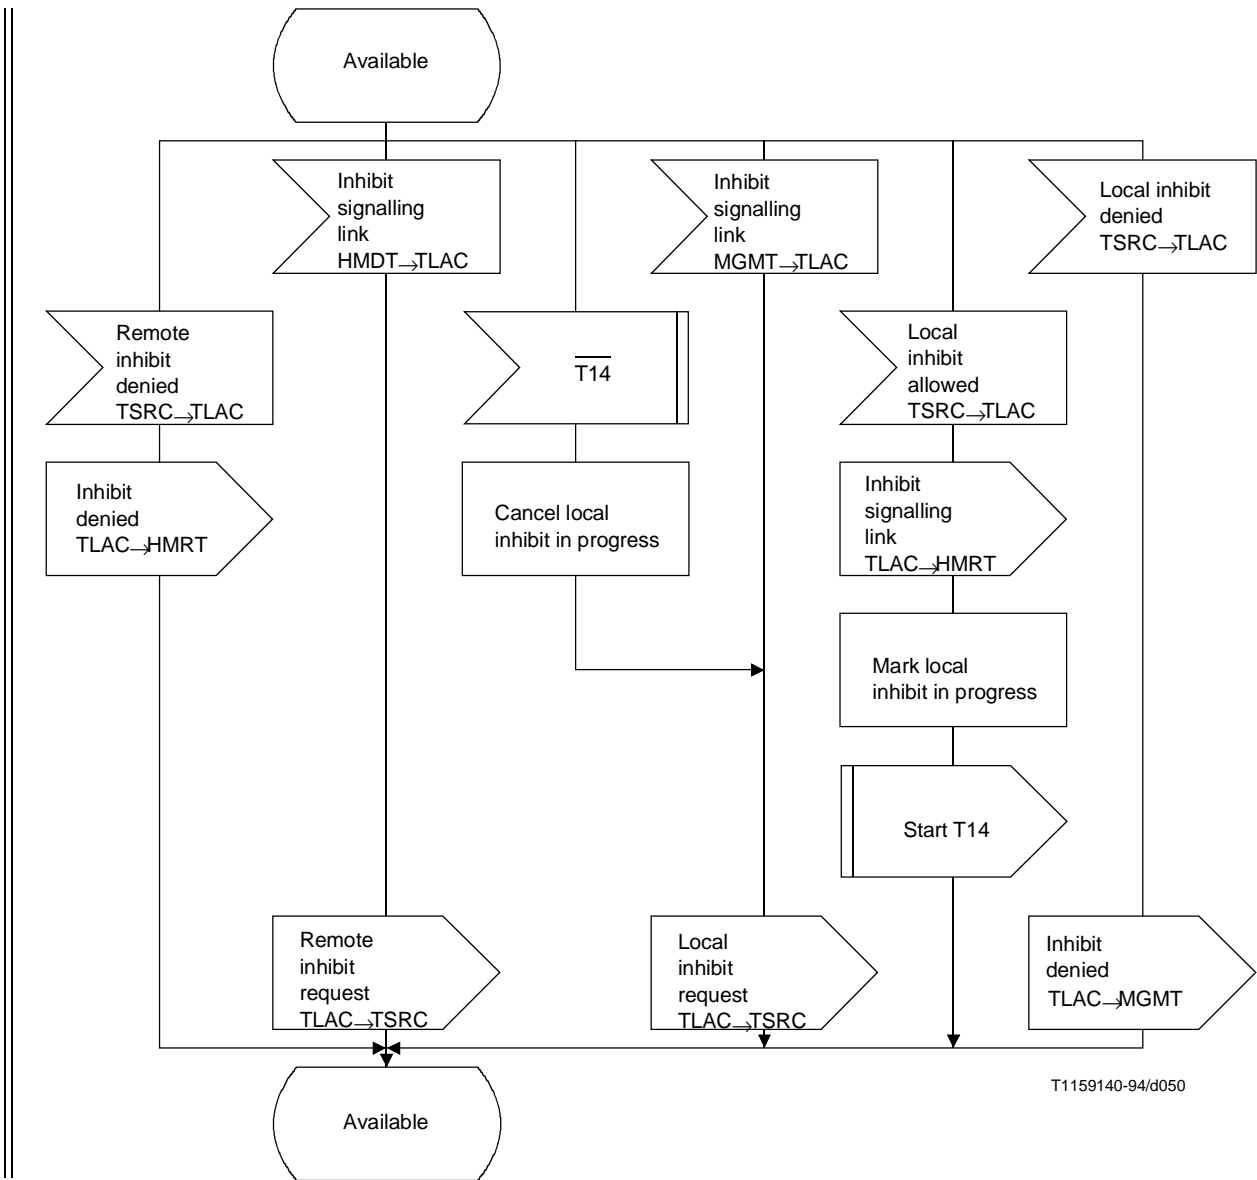 Available
Inhibit
signalling
link
HMDT→TLAC
Inhibit
signalling
link
MGMT→TLAC
Local inhibit
denied
TSRC→TLAC
Remote
inhibit
denied
TSRC→TLAC
T14
Local
inhibit
allowed
TSRC→TLAC
Inhibit
denied
TLAC→HMRT
Cancel local
inhibit in progress
Inhibit
signalling
link
TLAC→HMRT
Mark local
inhibit in progress
Start T14
Remote
inhibit
request
TLAC→TSRC
Local
inhibit
request
TLAC→TSRC
Inhibit
denied
TLAC→MGMT
T1159140-94/d050
Available